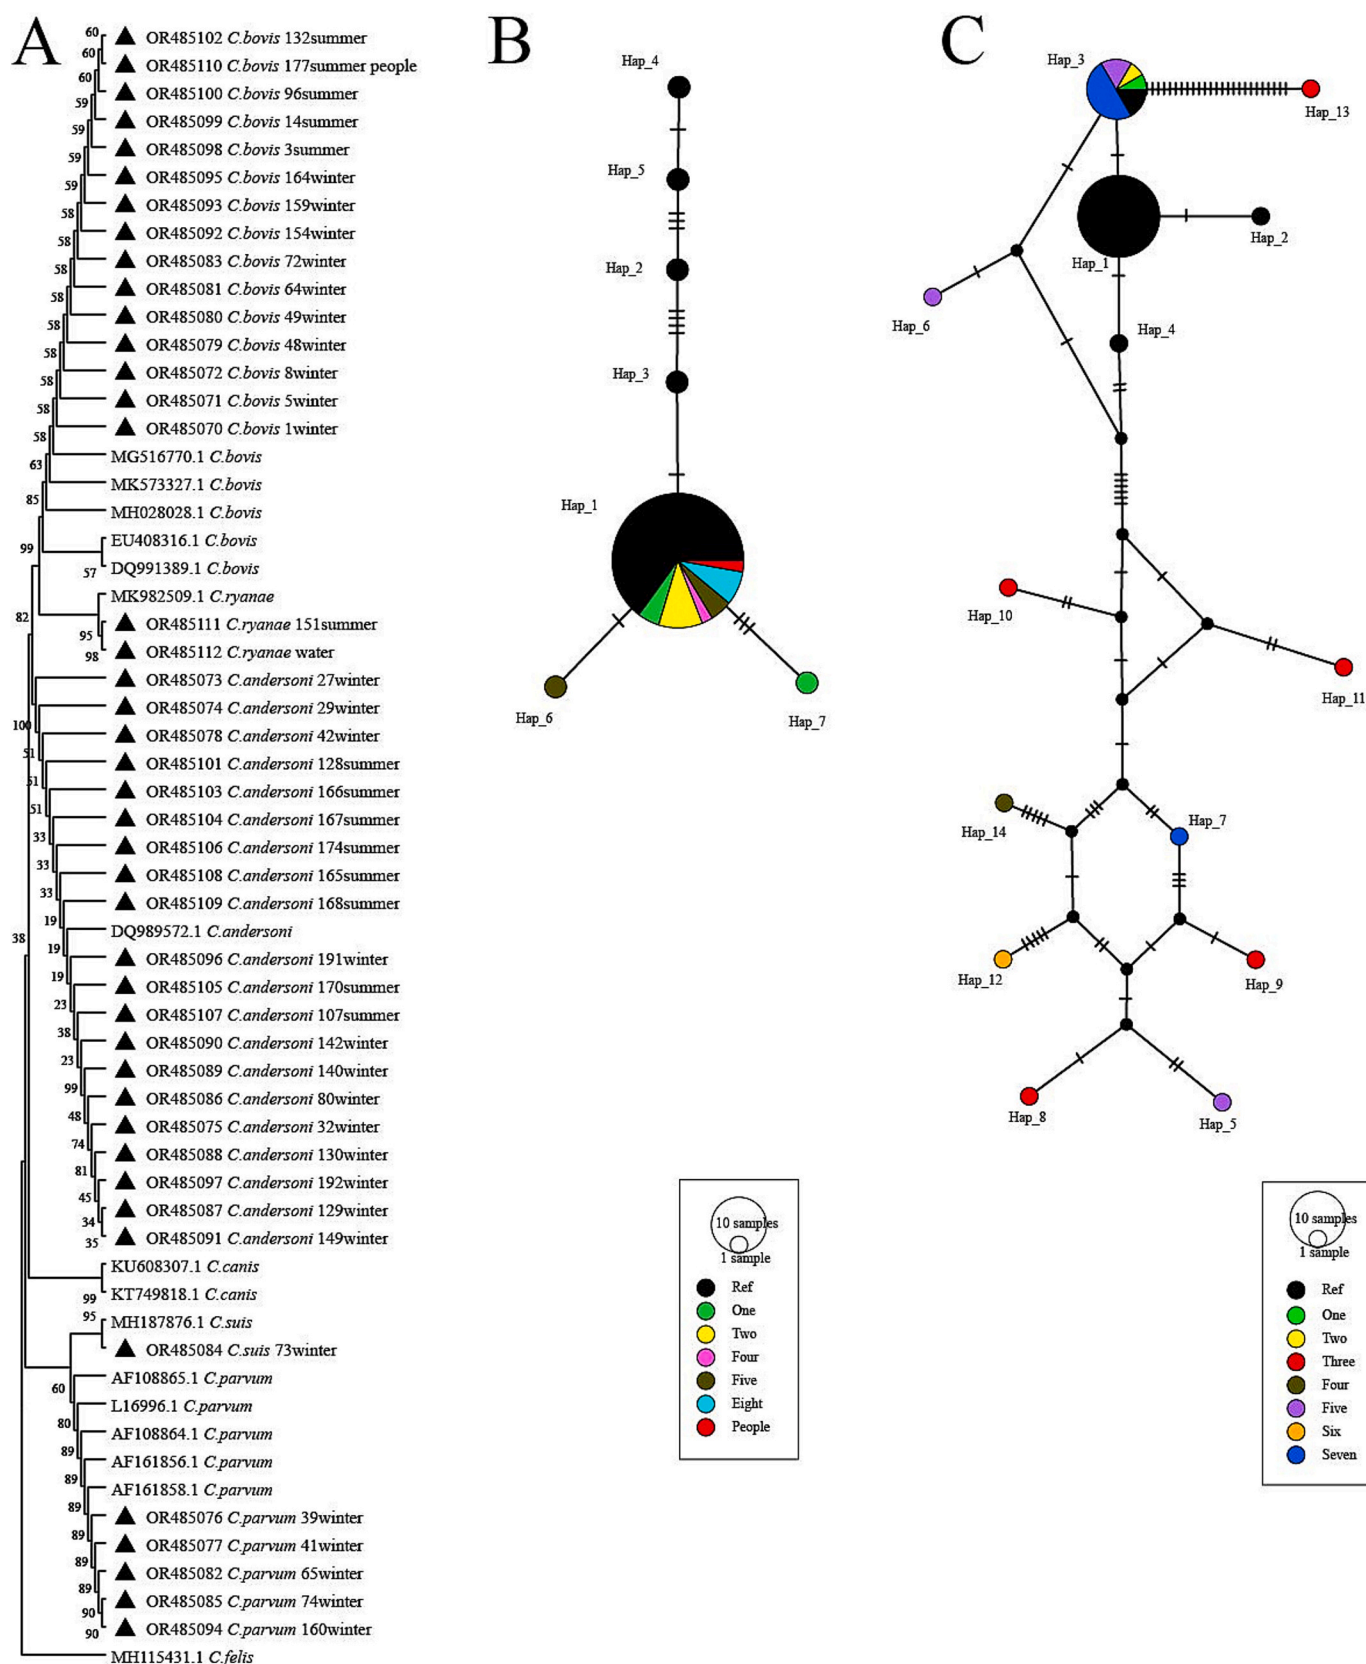 A
OR485102 C.bovis 132summer
OR485110 C.bovis 177summer people
OR485100 C.bovis 96summer
OR485099 C.bovis 14summer
OR485098 C.bovis 3summer
OR485095 C.bovis 164winter
OR485093 C.bovis 159winter
OR485092 C.bovis 154winter
OR485083 C.bovis 72winter
OR485081 C.bovis 64winter
OR485080 C.bovis 49winter
OR485079 C.bovis 48winter
OR485072 C.bovis 8winter
OR485071 C.bovis 5winter
OR485070 C.bovis 1winter
MG516770.1 C.bovis
MK573327.1 C.bovis
MH028028.1 C.bovis
EU408316.1 C.bovis
DQ991389.1 C.bovis
MK982509.1 C.ryanae
OR485111 C.ryanae 151summer
OR485112 C.ryanae water
OR485073 C.andersoni 27winter
OR485074 C.andersoni 29winter
OR485078 C.andersoni 42winter
OR485101 C.andersoni 128summer
OR485103 C.andersoni 166summer
OR485104 C.andersoni 167summer
OR485106 C.andersoni 174summer
OR485108 C.andersoni 165summer
OR485109 C.andersoni 168summer
DQ989572.1 C.andersoni
OR485096 C.andersoni 191winter
OR485105 C.andersoni 170summer
OR485107 C.andersoni 107summer
OR485090 C.andersoni 142winter
OR485089 C.andersoni 140winter
OR485086 C.andersoni 80winter
OR485075 C.andersoni 32winter
OR485088 C.andersoni 130winter
OR485097 C.andersoni 192winter
OR485087 C.andersoni 129winter
OR485091 C.andersoni 149winter
KU608307.1 C.canis
KT749818.1 C.canis
MH187876.1 C.suis
OR485084 C.suis 73winter
AF108865.1 C.parvum
L16996.1 C.parvum
AF108864.1 C.parvum
AF161856.1 C.parvum
AF161858.1 C.parvum
OR485076 C.parvum 39winter
OR485077 C.parvum 41winter
OR485082 C.parvum 65winter
OR485085 C.parvum 74winter
OR485094 C.parvum 160winter
MH115431.1 C.felis
60
60
60
59
59
59
59
58
58
58
58
58
58
58
58
63
85
99
57
82
95
98
100
51
51
51
33
33
33
19
19
19
23
38
23
99
48
74
81
45
34
35
38
99
95
60
80
89
89
89
89
89
89
90
90
B
Hap_4
Hap_5
Hap_2
Hap_3
Hap_1
Hap_6
Hap_7
10 samples
1 sample
Ref
One
Two
Four
Five
Eight
People
C
Hap_3
Hap_13
Hap_2
Hap_1
Hap_6
Hap_4
Hap_10
Hap_11
Hap_14
Hap_7
Hap_12
Hap_9
Hap_8
Hap_5
10 samples
1 sample
Ref
One
Two
Three
Four
Five
Six
Seven